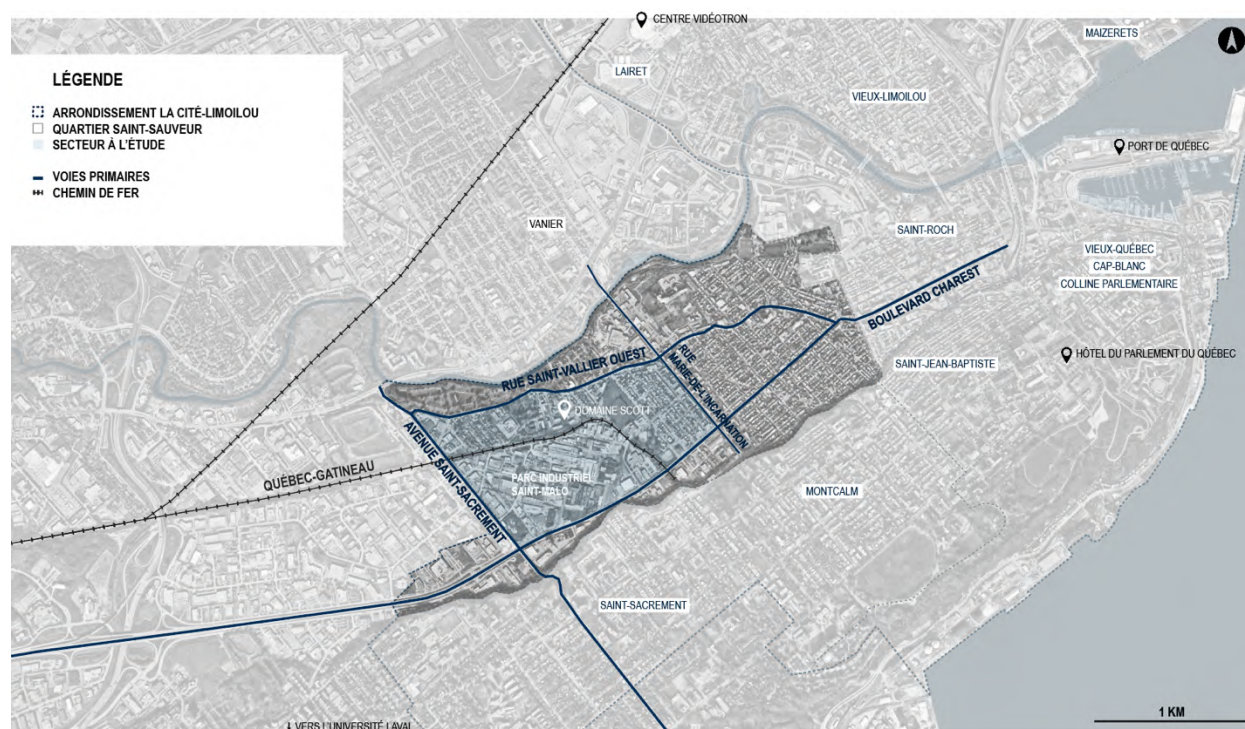 CENTRE VIDÉOTRON
MAIZERETS
LAIRET
LÉGENDE
VIEUX-LIMOILOU
ARRONDISSEMENT LA CITÉ-LIMOILOU
QUARTIER SAINT-SAUVEUR
SECTEUR À L'ÉTUDE
VOIES PRIMAIRES
CHEMIN DE FER
PORT DE QUÉBEC
VANIER
SAINT-ROCH
VIEUX-QUÉBEC
CAP-BLANC
COLLINE PARLEMENTAIRE
BOULEVARD CHAREST
RUE SAINT-VALLIER OUEST
RUE
MARIE-DE-L'INCARNATION
HÔTEL DU PARLEMENT DU QUÉBEC
SAINT-JEAN-BAPTISTE
DOMAINE SCOTT
AVENUE SAINT-SACREMENT
QUÉBEC-GATINEAU
PARC INDUSTRIEL
SAINT-MALO
MONTCALM
SAINT-SACREMENT
1 KM
VERS L'UNIVERSITÉ LAVAL